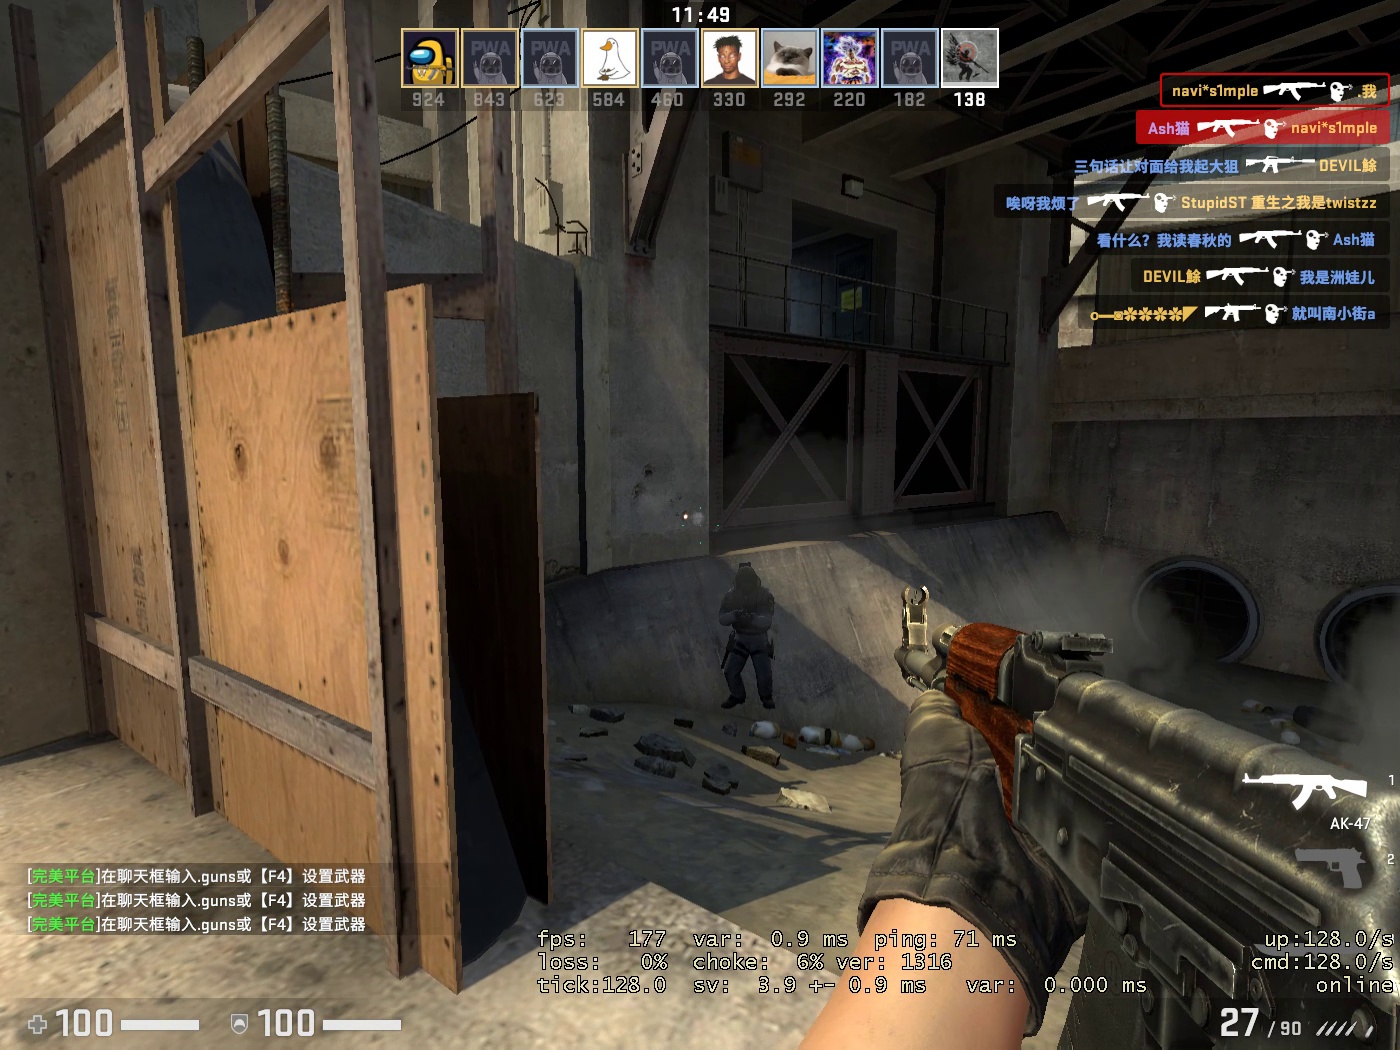 11:49
PWA PWA PWA PWA
924 843 623 584 460 330 292 220 182 138
navi*s1mple .我
Ash猫 navi*s1mple
三句话让对面给我起大狙 DEVIL艅
唉呀我烦了 StupidST 重生之我是twistzz
看什么？我读春秋的 Ash猫
DEVIL艅 我是洲娃儿
就叫南小街a
1
AK-47
2
[完美平台]在聊天框输入.guns或【F4】设置武器
[完美平台]在聊天框输入.guns或【F4】设置武器
[完美平台]在聊天框输入.guns或【F4】设置武器
fps: 177 var: 0.9 ms ping: 71 ms
loss: 0% choke: 6% ver: 1316
tick:128.0 sv: 3.9 +- 0.9 ms var: 0.000 ms
up:128.0/s
cmd:128.0/s
online
100 100
27 / 90